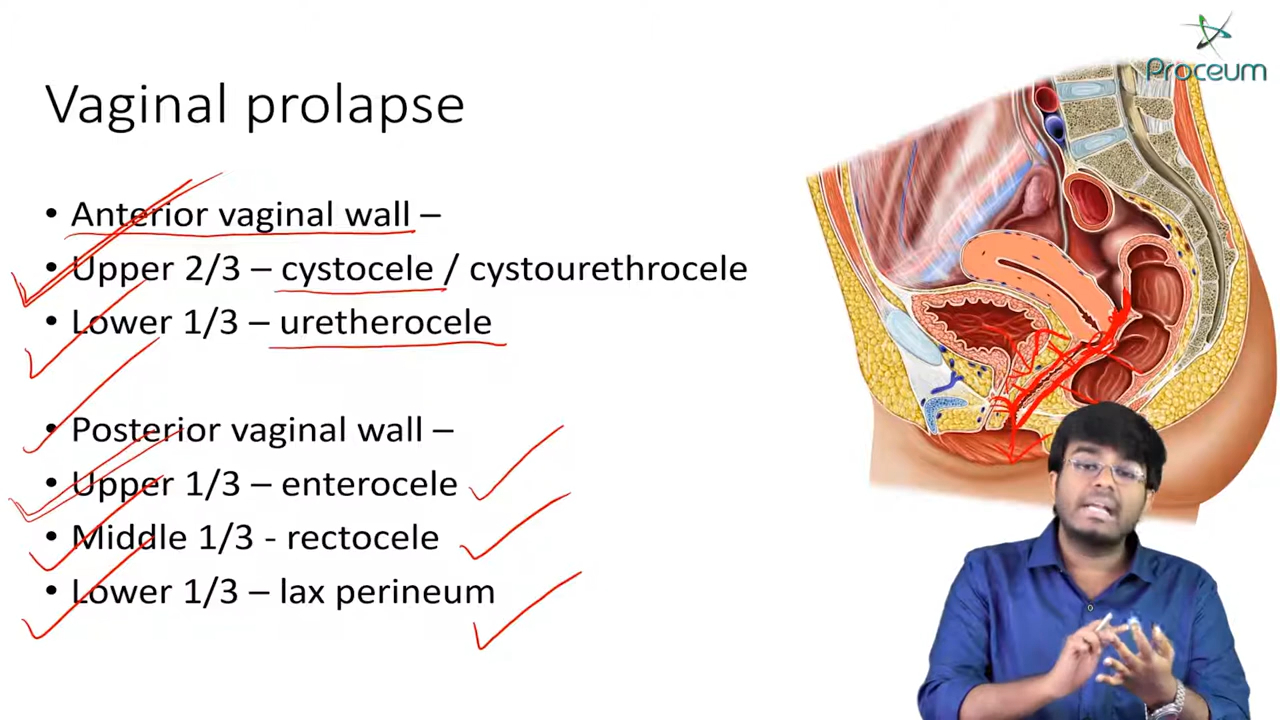 Proceum
Vaginal prolapse
• Anterior vaginal wall –
• Upper 2/3 – cystocele / cystourethrocele
• Lower 1/3 – uretherocele
• Posterior vaginal wall –
• Upper 1/3 – enterocele
• Middle 1/3 - rectocele
• Lower 1/3 – lax perineum